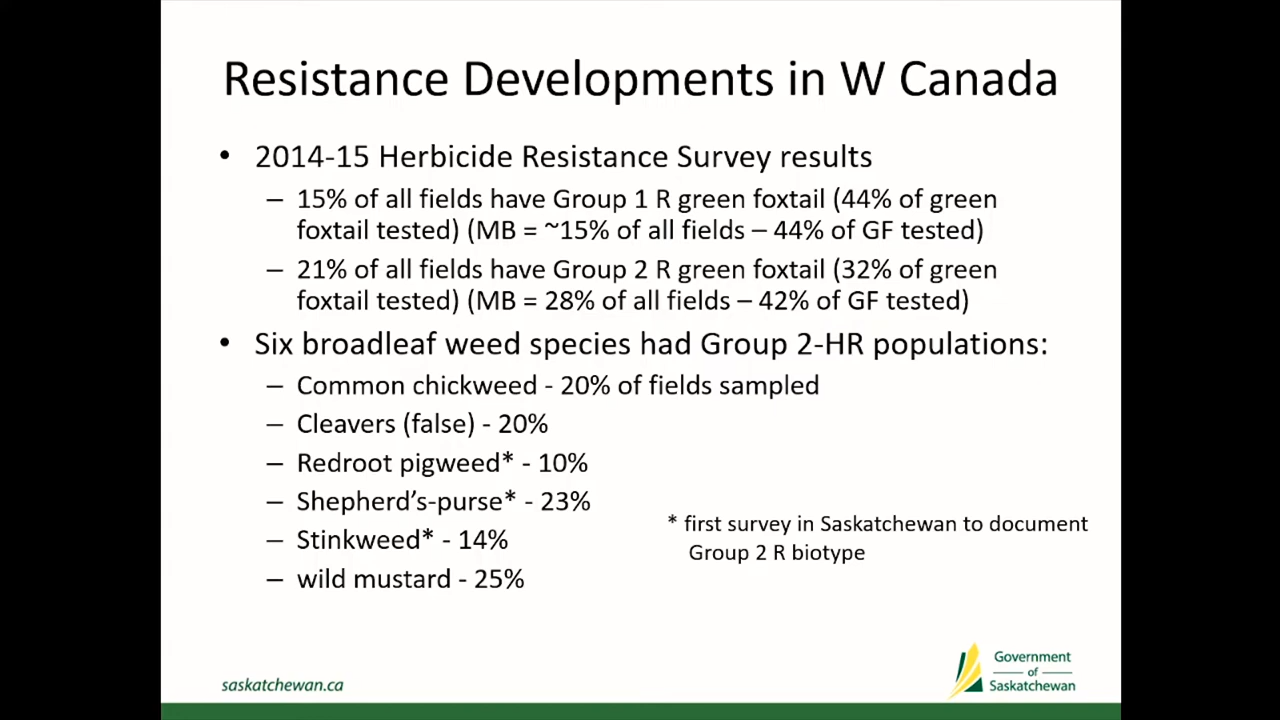 Resistance Developments in W Canada
• 2014-15 Herbicide Resistance Survey results
– 15% of all fields have Group 1 R green foxtail (44% of green
foxtail tested) (MB = ~15% of all fields – 44% of GF tested)
– 21% of all fields have Group 2 R green foxtail (32% of green
foxtail tested) (MB = 28% of all fields – 42% of GF tested)
• Six broadleaf weed species had Group 2-HR populations:
– Common chickweed - 20% of fields sampled
– Cleavers (false) - 20%
– Redroot pigweed* - 10%
– Shepherd’s-purse* - 23%
– Stinkweed* - 14%
– wild mustard - 25%
* first survey in Saskatchewan to document
Group 2 R biotype
saskatchewan.ca
Government
of
Saskatchewan